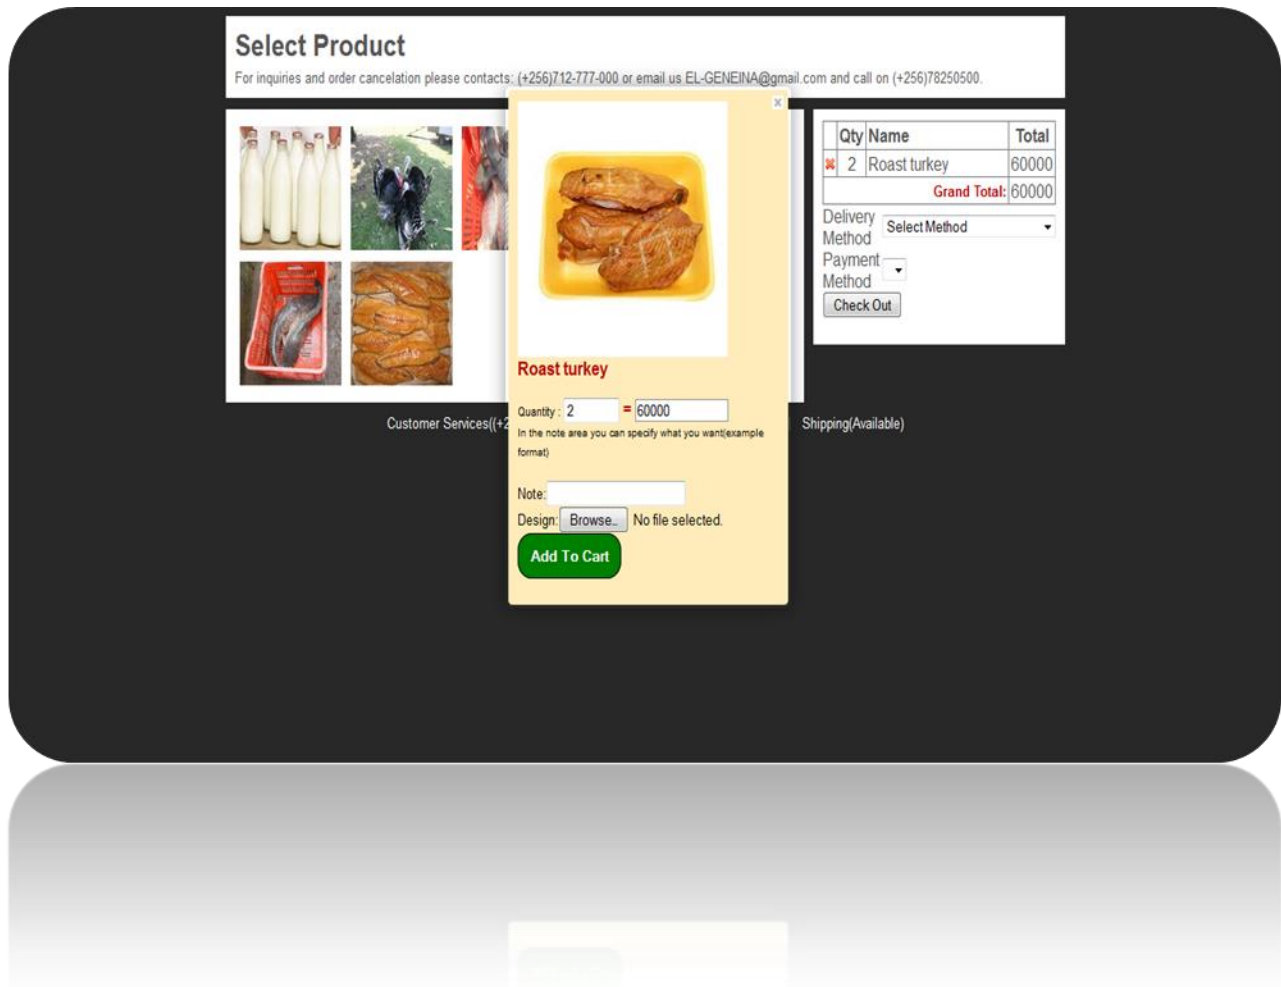 Select Product
For inquiries and order cancelation please contacts: (+256)712-777-000 or email us EL-GENEINA@gmail.com and call on (+256)78250500.
x
Roast turkey
Quantity : 2 = 60000
In the note area you can specify what you want(example
format)
Note:
Design: Browse.. No file selected.
Add To Cart
Qty Name Total
2 Roast turkey 60000
Grand Total: 60000
Delivery
Method Select Method
Payment
Method
Check Out
Customer Services((+2 Shipping(Available)